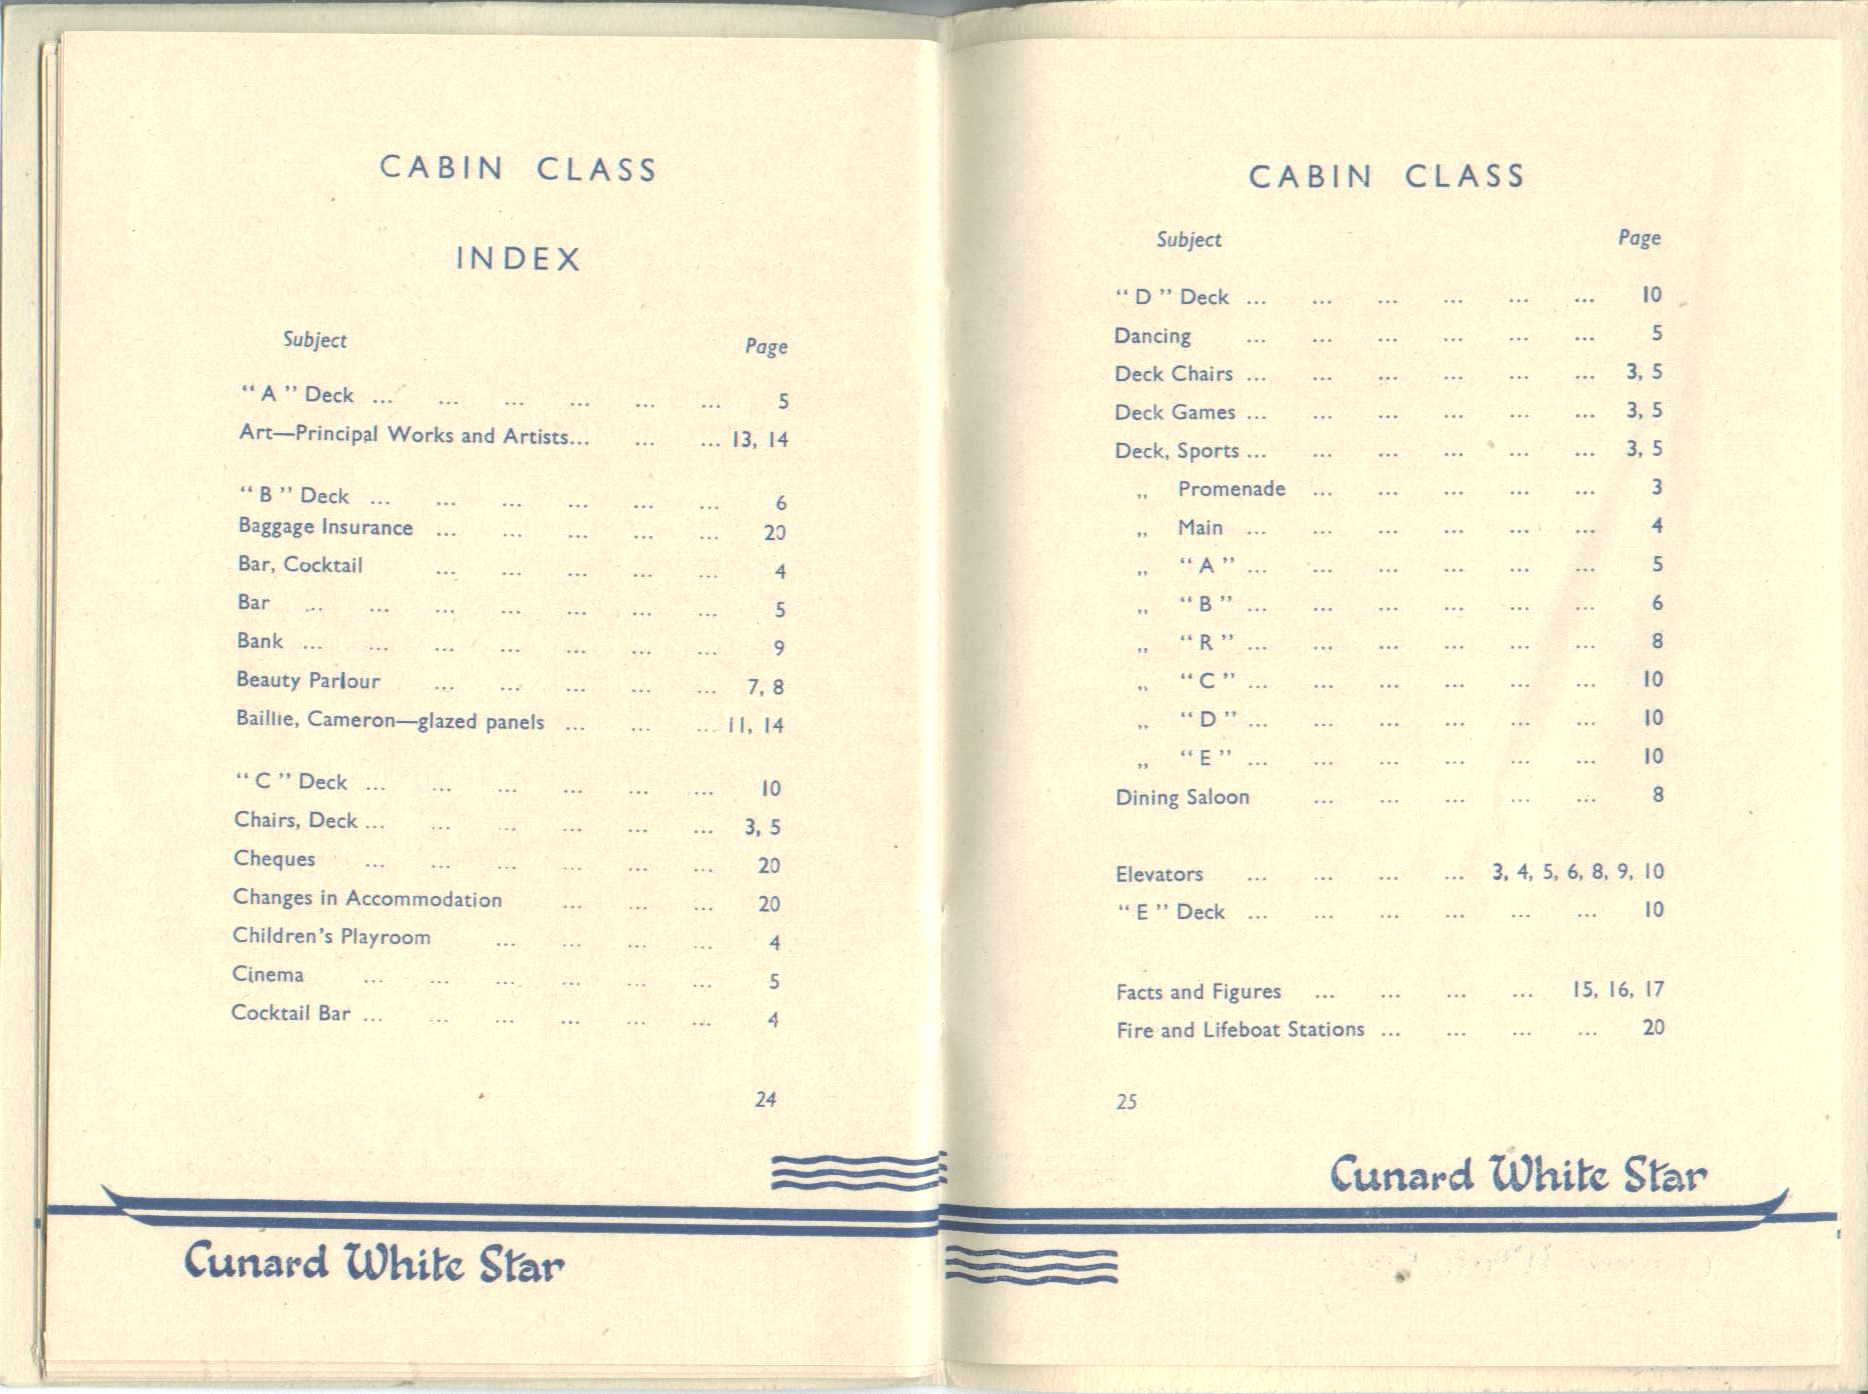 CABIN CLASS
INDEX
Subject Page
“ A ” Deck ... ... ... ... ... ... 5
Art—Principal Works and Artists... ... ... 13, 14
“ B ” Deck ... ... ... ... ... ... 6
Baggage Insurance ... ... ... ... ... 20
Bar, Cocktail ... ... ... ... ... 4
Bar ... ... ... ... ... ... ... 5
Bank ... ... ... ... ... ... ... 9
Beauty Parlour ... ... ... ... ... 7, 8
Baillie, Cameron—glazed panels ... ... ... 11, 14
“ C ” Deck ... ... ... ... ... ... 10
Chairs, Deck ... ... ... ... ... ... 3, 5
Cheques ... ... ... ... ... ... 20
Changes in Accommodation ... ... ... 20
Children’s Playroom ... ... ... ... 4
Cinema ... ... ... ... ... ... 5
Cocktail Bar ... ... ... ... ... ... 4
24
Cunard White Star
CABIN CLASS
Subject Page
“ D ” Deck ... ... ... ... ... ... 10
Dancing ... ... ... ... ... ... 5
Deck Chairs ... ... ... ... ... ... 3, 5
Deck Games ... ... ... ... ... ... 3, 5
Deck, Sports ... ... ... ... ... ... 3, 5
„ Promenade ... ... ... ... ... 3
„ Main ... ... ... ... ... ... 4
„ “ A ” ... ... ... ... ... ... 5
„ “ B ” ... ... ... ... ... ... 6
„ “ R ” ... ... ... ... ... ... 8
„ “ C ” ... ... ... ... ... ... 10
„ “ D ” ... ... ... ... ... ... 10
„ “ E ” ... ... ... ... ... ... 10
Dining Saloon ... ... ... ... ... 8
Elevators ... ... ... ... 3, 4, 5, 6, 8, 9, 10
“ E ” Deck ... ... ... ... ... ... 10
Facts and Figures ... ... ... ... 15, 16, 17
Fire and Lifeboat Stations ... ... ... ... 20
25
Cunard White Star